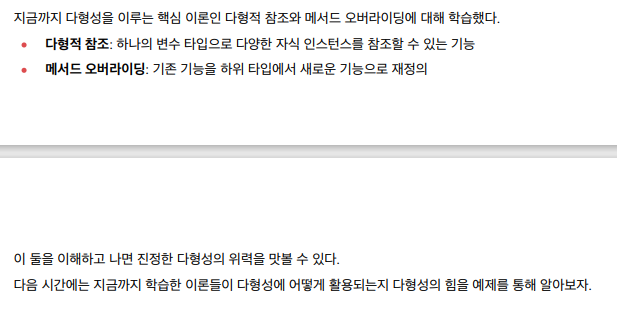 지금까지 다형성을 이루는 핵심 이론인 다형적 참조와 메서드 오버라이딩에 대해 학습했다.
• 다형적 참조: 하나의 변수 타입으로 다양한 자식 인스턴스를 참조할 수 있는 기능
• 메서드 오버라이딩: 기존 기능을 하위 타입에서 새로운 기능으로 재정의
이 둘을 이해하고 나면 진정한 다형성의 위력을 맛볼 수 있다.
다음 시간에는 지금까지 학습한 이론들이 다형성에 어떻게 활용되는지 다형성의 힘을 예제를 통해 알아보자.